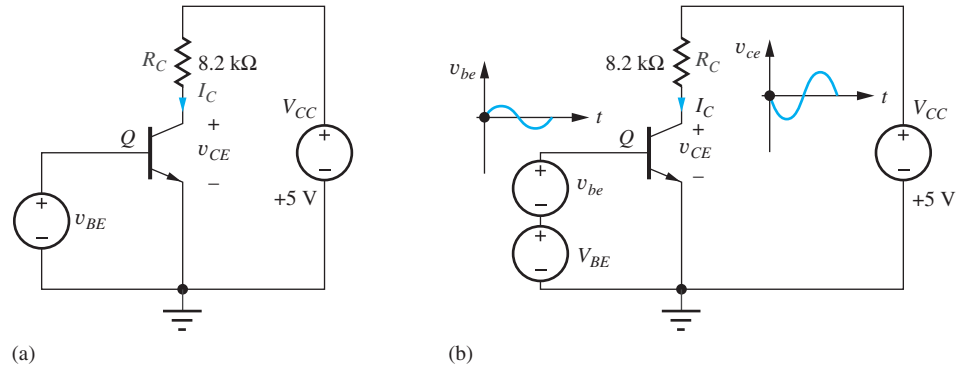 R_C 8.2 kΩ
I_C
V_CC
Q
+
v_CE
−
+
−
+
v_BE
−
+5 V
(a)
v_be
t
8.2 kΩ R_C
v_ce
t
I_C
V_CC
Q
+
v_CE
−
+
v_be
−
+
−
+5 V
+
V_BE
−
(b)